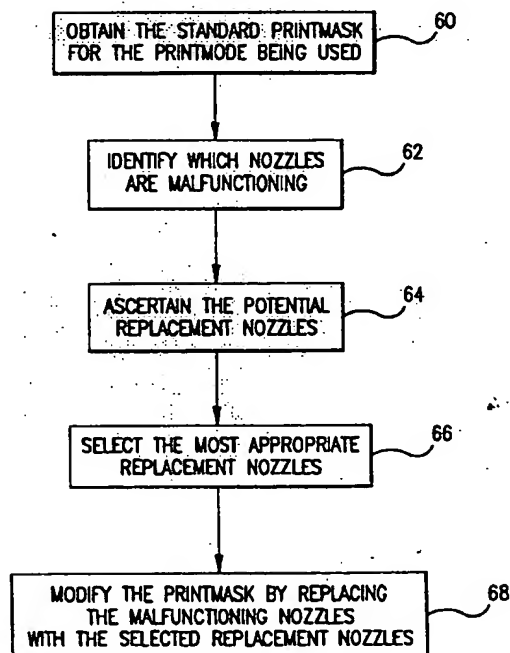 OBTAIN THE STANDARD PRINTMASK
FOR THE PRINTMODE BEING USED
60
IDENTIFY WHICH NOZZLES
ARE MALFUNCTIONING
62
ASCERTAIN THE POTENTIAL
REPLACEMENT NOZZLES
64
SELECT THE MOST APPROPRIATE
REPLACEMENT NOZZLES
66
MODIFY THE PRINTMASK BY REPLACING
THE MALFUNCTIONING NOZZLES
WITH THE SELECTED REPLACEMENT NOZZLES
68